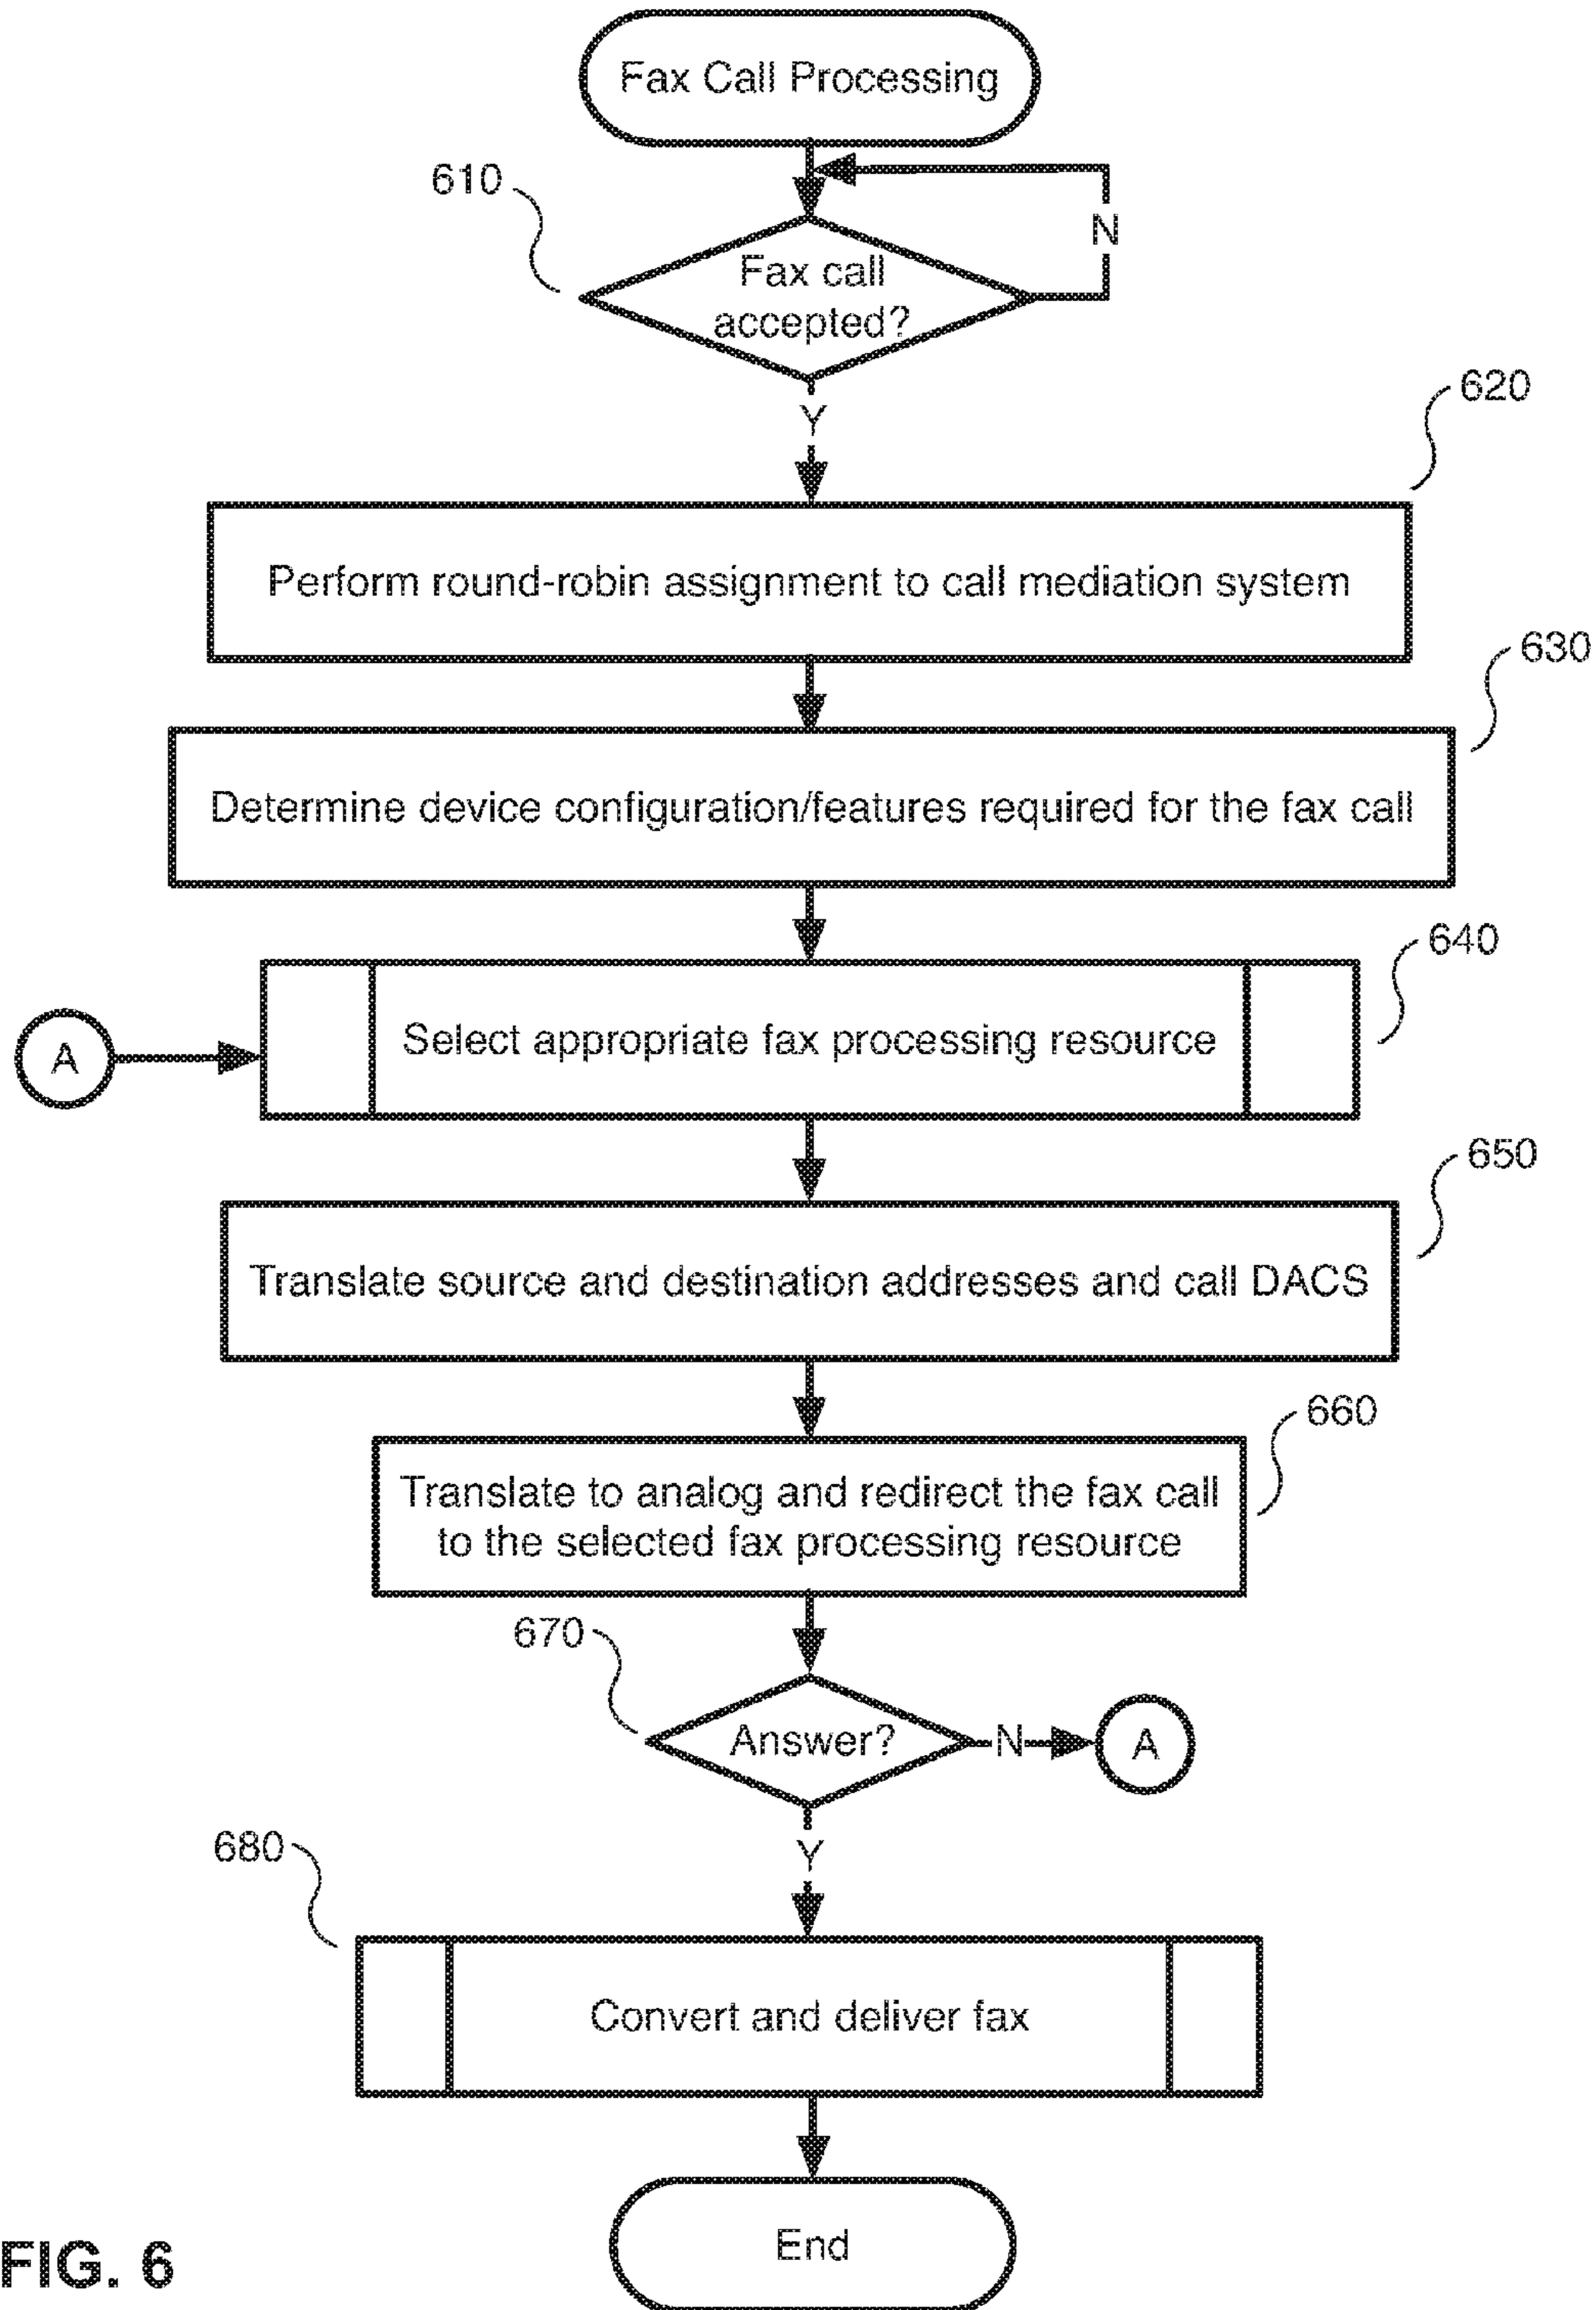 Fax Call Processing
610
N
Fax call
accepted?
Y
620
Perform round-robin assignment to call mediation system
630
Determine device configuration/features required for the fax call
640
A
Select appropriate fax processing resource
650
Translate source and destination addresses and call DACS
660
Translate to analog and redirect the fax call
to the selected fax processing resource
670
Answer?
N
A
Y
680
Convert and deliver fax
End
FIG. 6